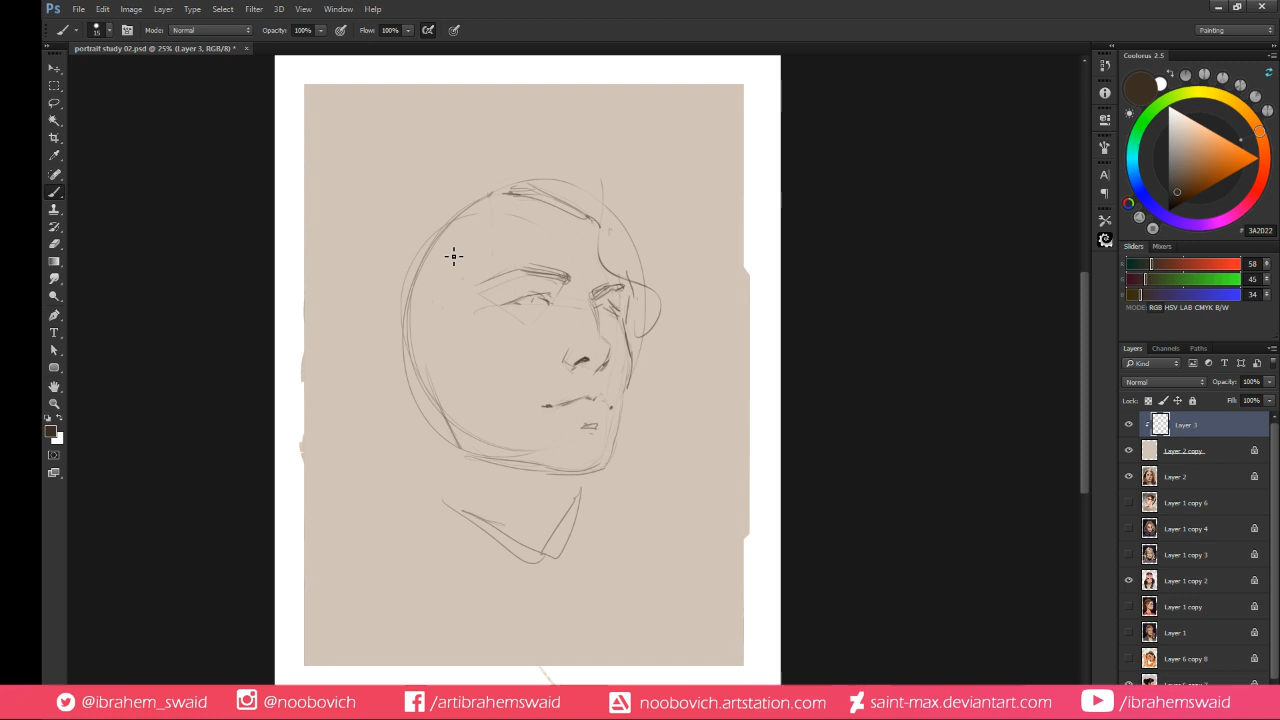 Ps File Edit Image Layer Type Select Filter 3D View Window Help
15 Mode: Normal Opacity: 100% Flow: 100% Painting
portrait study 02.psd @ 25% (Layer 3, RGB/8) *
Coolorus 2.5
# 3A2D22
Sliders Mixers
R 58
G 45
B 34
MODE: RGB HSV LAB CMYK B/W
Layers Channels Paths
Kind
Normal Opacity: 100%
Lock: Fill: 100%
Layer 3
Layer 2 copy
Layer 2
Layer 1 copy 6
Layer 1 copy 4
Layer 1 copy 3
Layer 1 copy 2
Layer 1 copy
Layer 1
Layer 6 copy 8
@ibrahem_swaid @noobovich /artibrahemswaid noobovich.artstation.com saint-max.deviantart.com /ibrahemswaid